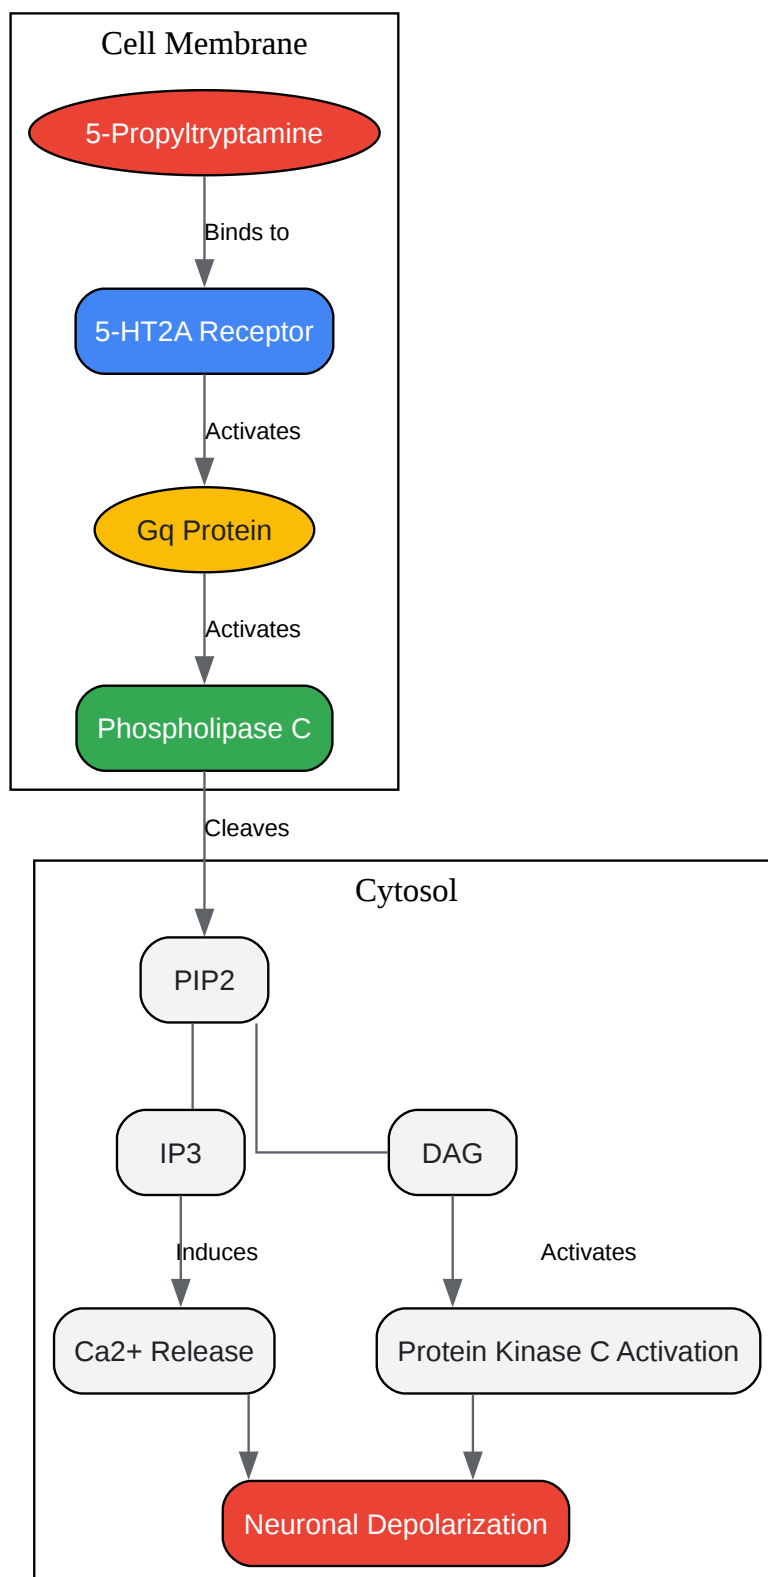 Cell Membrane
5-Propyltryptamine
Binds to
5-HT2A Receptor
Activates
Gq Protein
Activates
Phospholipase C
Cleaves
Cytosol
PIP2
IP3
DAG
Induces
Activates
Ca2+ Release
Protein Kinase C Activation
Neuronal Depolarization